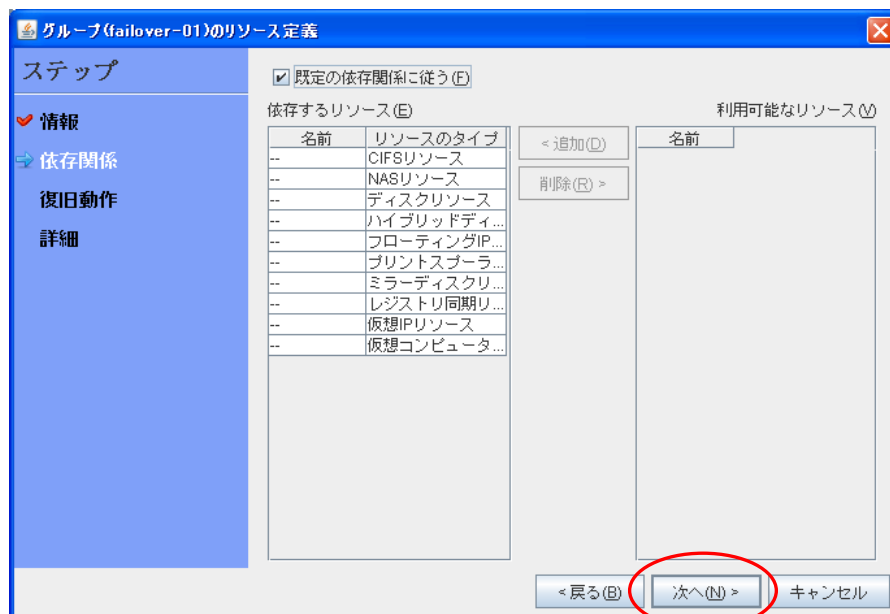 グループ(failover-01)のリソース定義
ステップ
情報
依存関係
復旧動作
詳細
既定の依存関係に従う(F)
依存するリソース(E)
名前 リソースのタイプ
-- CIFSリソース
-- NASリソース
-- ディスクリソース
-- ハイブリッドディ...
-- フローティングIP...
-- プリントスプーラ...
-- ミラーディスクリ...
-- レジストリ同期リ...
-- 仮想IPリソース
-- 仮想コンピュータ...
< 追加(D)
削除(R) >
利用可能なリソース(V)
名前
< 戻る(B)
次へ(N) >
キャンセル